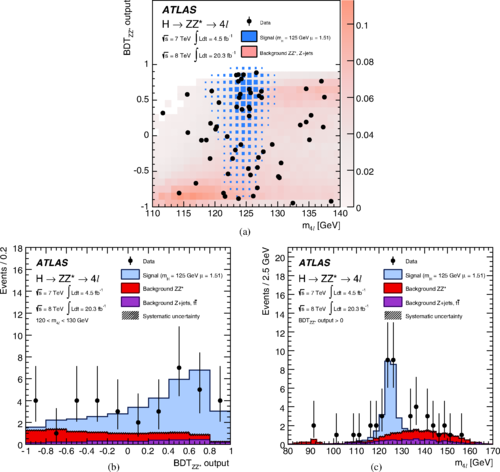 BDT_ZZ* output
ATLAS
H → ZZ* → 4l
√s = 7 TeV ∫Ldt = 4.5 fb⁻¹
√s = 8 TeV ∫Ldt = 20.3 fb⁻¹
Data
Signal (m_H = 125 GeV μ = 1.51)
Background ZZ*, Z+jets
1
0.5
0
-0.5
-1
110 115 120 125 130 135 140
m_4l [GeV]
0.1
0.08
0.06
0.04
0.02
0
(a)
Events / 0.2
18
16
14
12
10
8
6
4
2
0
ATLAS
H → ZZ* → 4l
√s = 7 TeV ∫Ldt = 4.5 fb⁻¹
√s = 8 TeV ∫Ldt = 20.3 fb⁻¹
120 < m_4l < 130 GeV
Data
Signal (m_H = 125 GeV μ = 1.51)
Background ZZ*
Background Z+jets, tt̄
Systematic uncertainty
-1 -0.8 -0.6 -0.4 -0.2 0 0.2 0.4 0.6 0.8 1
BDT_ZZ* output
(b)
Events / 2.5 GeV
20
18
16
14
12
10
8
6
4
2
0
ATLAS
H → ZZ* → 4l
√s = 7 TeV ∫Ldt = 4.5 fb⁻¹
√s = 8 TeV ∫Ldt = 20.3 fb⁻¹
BDT_ZZ* output > 0
Data
Signal (m_H = 125 GeV μ = 1.51)
Background ZZ*
Background Z+jets, tt̄
Systematic uncertainty
80 90 100 110 120 130 140 150 160 170
m_4l [GeV]
(c)